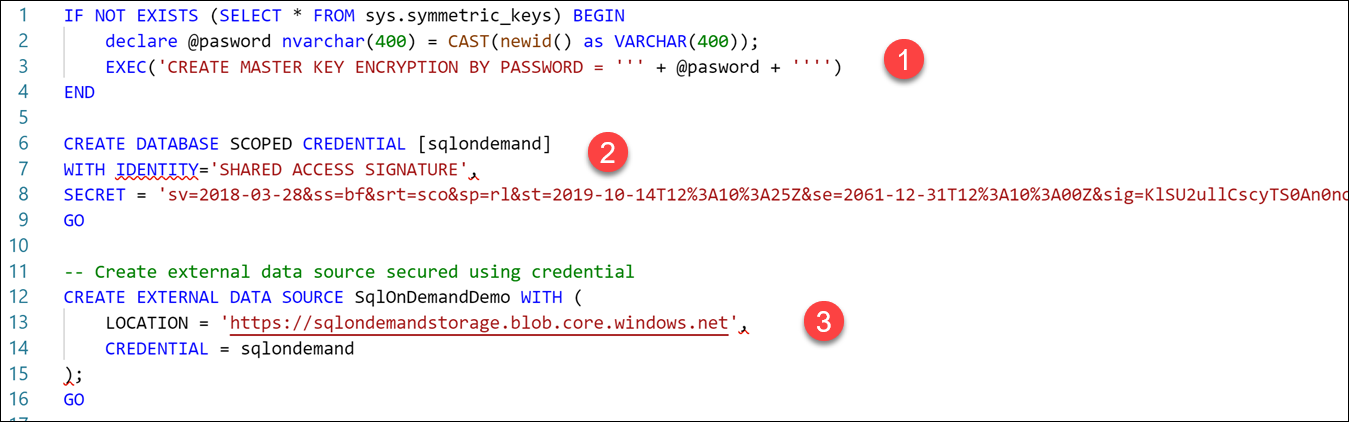 1 IF NOT EXISTS (SELECT * FROM sys.symmetric_keys) BEGIN
2 declare @pasword nvarchar(400) = CAST(newid() as VARCHAR(400));
3 EXEC('CREATE MASTER KEY ENCRYPTION BY PASSWORD = ''' + @pasword + '''') 1
4 END
5
6 CREATE DATABASE SCOPED CREDENTIAL [sqlondemand] 2
7 WITH IDENTITY='SHARED ACCESS SIGNATURE',
8 SECRET = 'sv=2018-03-28&ss=bf&srt=sco&sp=rl&st=2019-10-14T12%3A10%3A25Z&se=2061-12-31T12%3A10%3A00Z&sig=KlSU2ullCscyTS0An0nc
9 GO
10
11 -- Create external data source secured using credential
12 CREATE EXTERNAL DATA SOURCE SqlOnDemandDemo WITH (
13 LOCATION = 'https://sqlondemandstorage.blob.core.windows.net', 3
14 CREDENTIAL = sqlondemand
15 );
16 GO